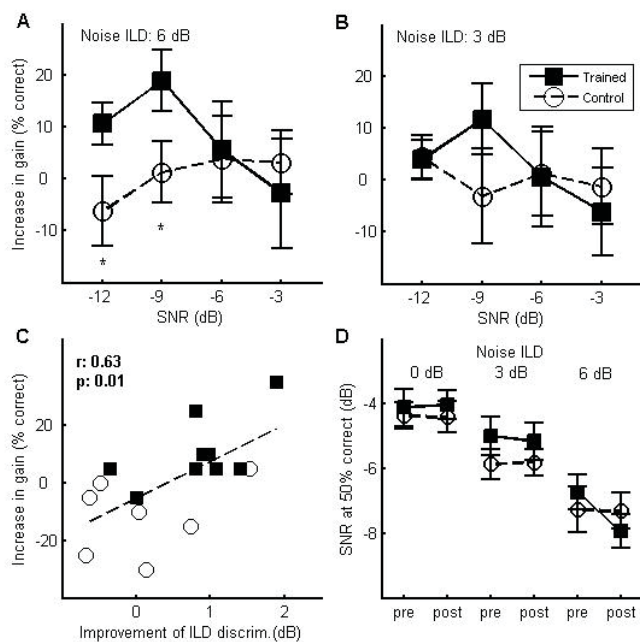 A
Noise ILD: 6 dB
Increase in gain (% correct)
20
10
0
-10
*
*
-12
-9
-6
-3
SNR (dB)
B
Noise ILD: 3 dB
Trained
Control
20
10
0
-10
-12
-9
-6
-3
SNR (dB)
C
r: 0.63
p: 0.01
Increase in gain (% correct)
20
0
-20
0
1
2
Improvement of ILD discrim.(dB)
D
Noise ILD
0 dB
3 dB
6 dB
SNR at 50% correct (dB)
-4
-6
-8
pre
post
pre
post
pre
post